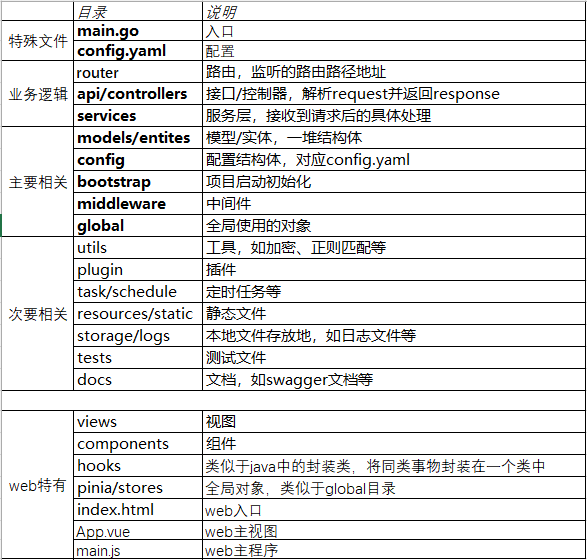 目录 说明
特殊文件 main.go 入口
config.yaml 配置
业务逻辑 router 路由，监听的路由路径地址
api/controllers 接口/控制器，解析request并返回response
services 服务层，接收到请求后的具体处理
主要相关 models/entites 模型/实体，一堆结构体
config 配置结构体，对应config.yaml
bootstrap 项目启动初始化
middleware 中间件
global 全局使用的对象
次要相关 utils 工具，如加密、正则匹配等
plugin 插件
task/schedule 定时任务等
resources/static 静态文件
storage/logs 本地文件存放地，如日志文件等
tests 测试文件
docs 文档，如swagger文档等
web特有 views 视图
components 组件
hooks 类似于java中的封装类，将同类事物封装在一个类中
pinia/stores 全局对象，类似于global目录
index.html web入口
App.vue web主视图
main.js web主程序